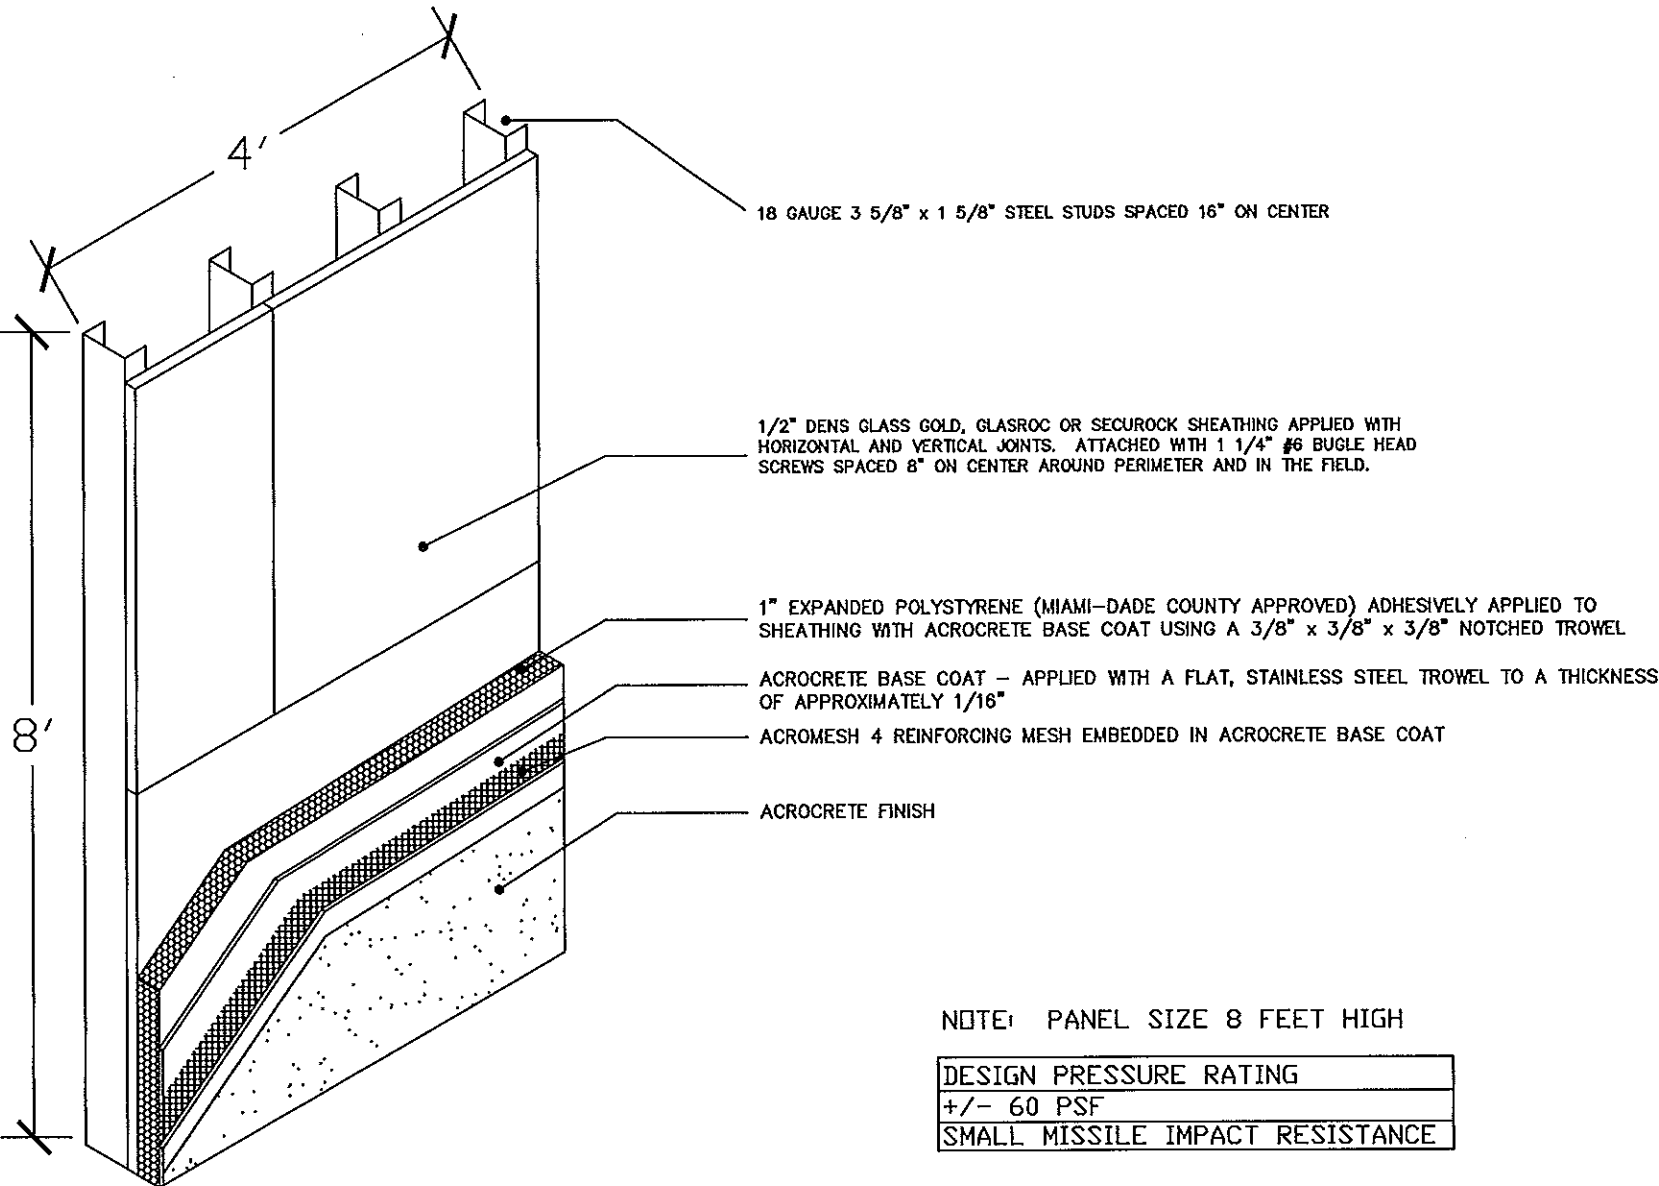 4'
18 GAUGE 3 5/8" x 1 5/8" STEEL STUDS SPACED 16" ON CENTER
1/2" DENS GLASS GOLD, GLASROC OR SECUROCK SHEATHING APPLIED WITH
HORIZONTAL AND VERTICAL JOINTS. ATTACHED WITH 1 1/4" #6 BUGLE HEAD
SCREWS SPACED 8" ON CENTER AROUND PERIMETER AND IN THE FIELD.
1" EXPANDED POLYSTYRENE (MIAMI-DADE COUNTY APPROVED) ADHESIVELY APPLIED TO
SHEATHING WITH ACROCRETE BASE COAT USING A 3/8" x 3/8" x 3/8" NOTCHED TROWEL
ACROCRETE BASE COAT - APPLIED WITH A FLAT, STAINLESS STEEL TROWEL TO A THICKNESS
OF APPROXIMATELY 1/16"
8'
ACROMESH 4 REINFORCING MESH EMBEDDED IN ACROCRETE BASE COAT
ACROCRETE FINISH
NOTE: PANEL SIZE 8 FEET HIGH
DESIGN PRESSURE RATING
+/- 60 PSF
SMALL MISSILE IMPACT RESISTANCE